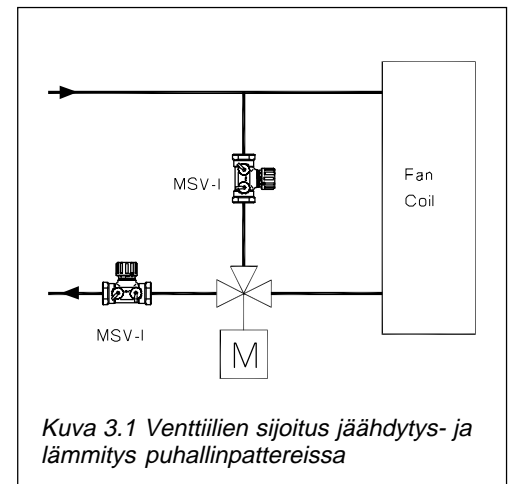 MSV-I
Fan
Coil
MSV-I
M
Kuva 3.1 Venttiilien sijoitus jäähdytys- ja
lämmitys puhallinpattereissa